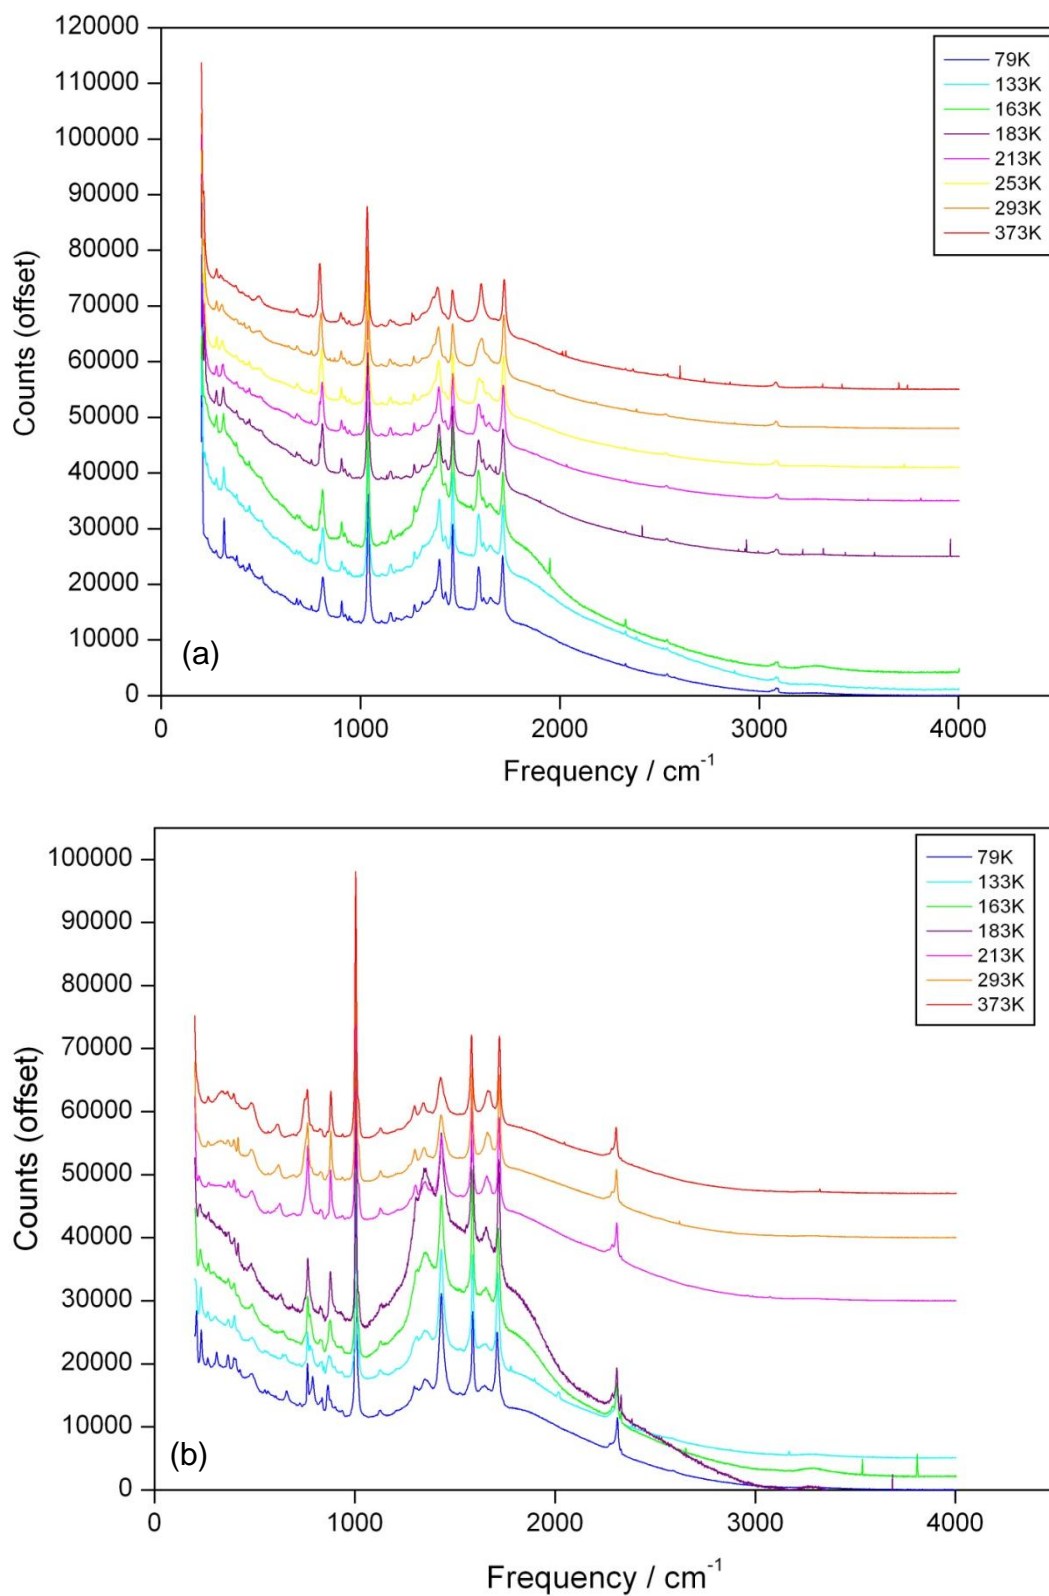 120000
110000
100000
90000
80000
70000
60000
50000
40000
30000
20000
10000
0
Counts (offset)
79K
133K
163K
183K
213K
253K
293K
373K
(a)
0 1000 2000 3000 4000
Frequency / cm⁻¹
100000
90000
80000
70000
60000
50000
40000
30000
20000
10000
0
Counts (offset)
79K
133K
163K
183K
213K
293K
373K
(b)
0 1000 2000 3000 4000
Frequency / cm⁻¹